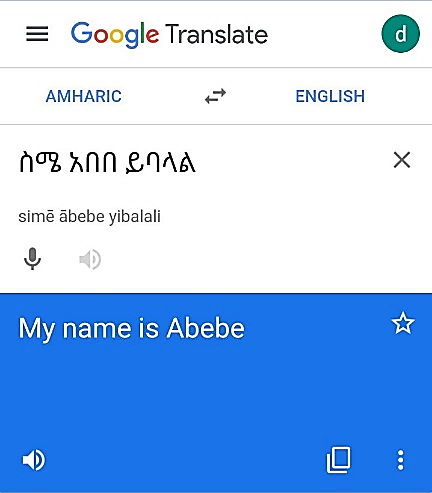 Google Translate
d
AMHARIC
ENGLISH
ስሜ አበበ ይባላል
simē ābebe yibalali
My name is Abebe